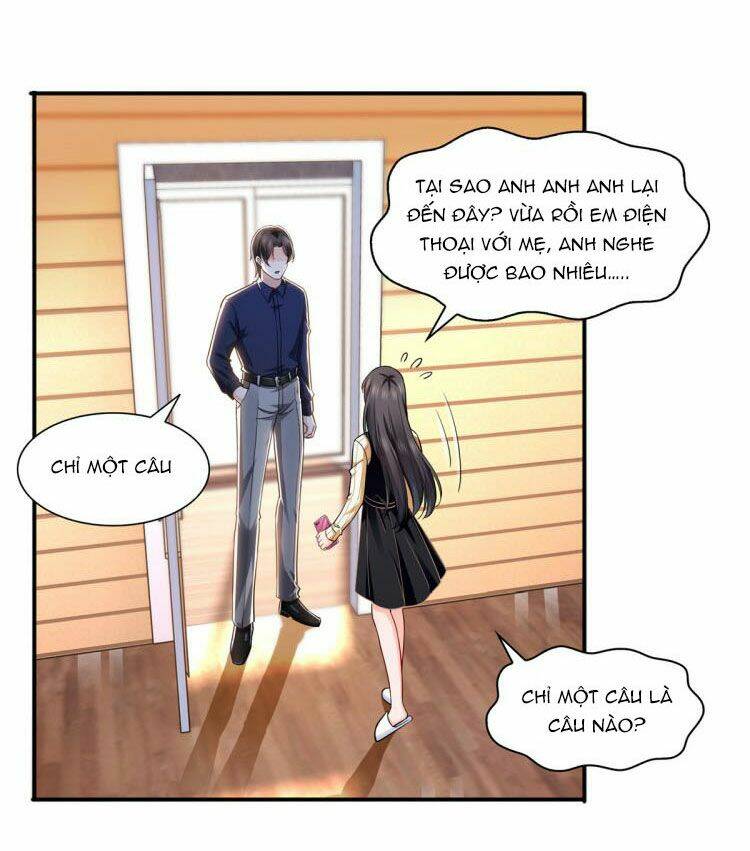 TẠI SAO ANH ANH ANH LẠI
ĐẾN ĐÂY? VỪA RỒI EM ĐIỆN
THOẠI VỚI MẸ, ANH NGHE
ĐƯỢC BAO NHIÊU.....
CHỈ MỘT CÂU
CHỈ MỘT CÂU LÀ
CÂU NÀO?